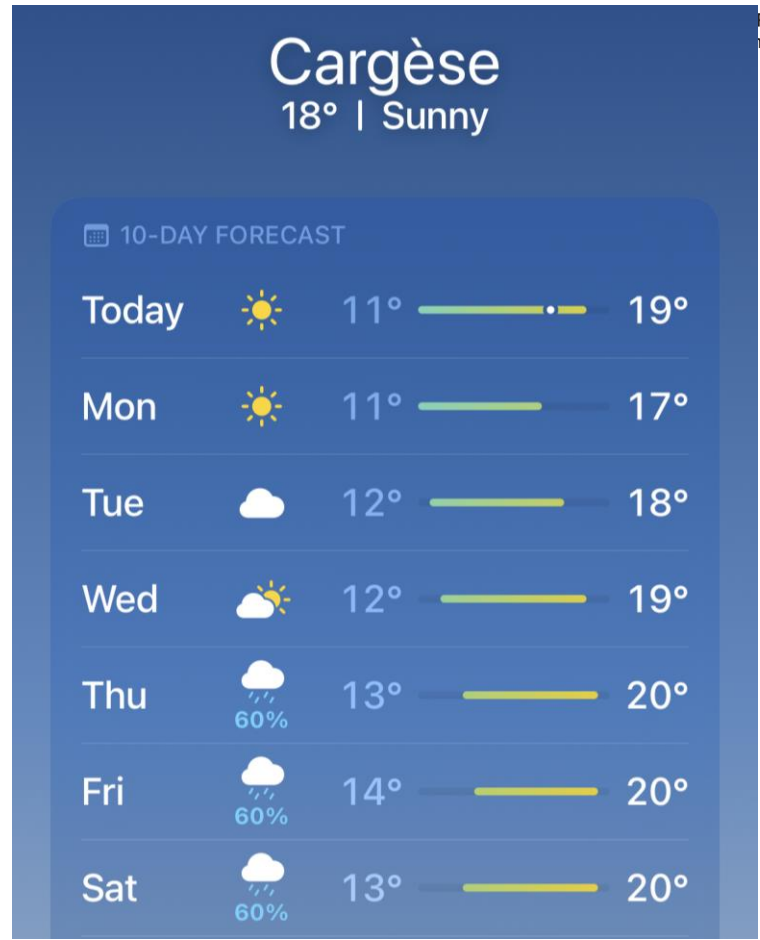 Cargèse
18° | Sunny
10-DAY FORECAST
Today 11° 19°
Mon 11° 17°
Tue 12° 18°
Wed 12° 19°
Thu 60% 13° 20°
Fri 60% 14° 20°
Sat 60% 13° 20°